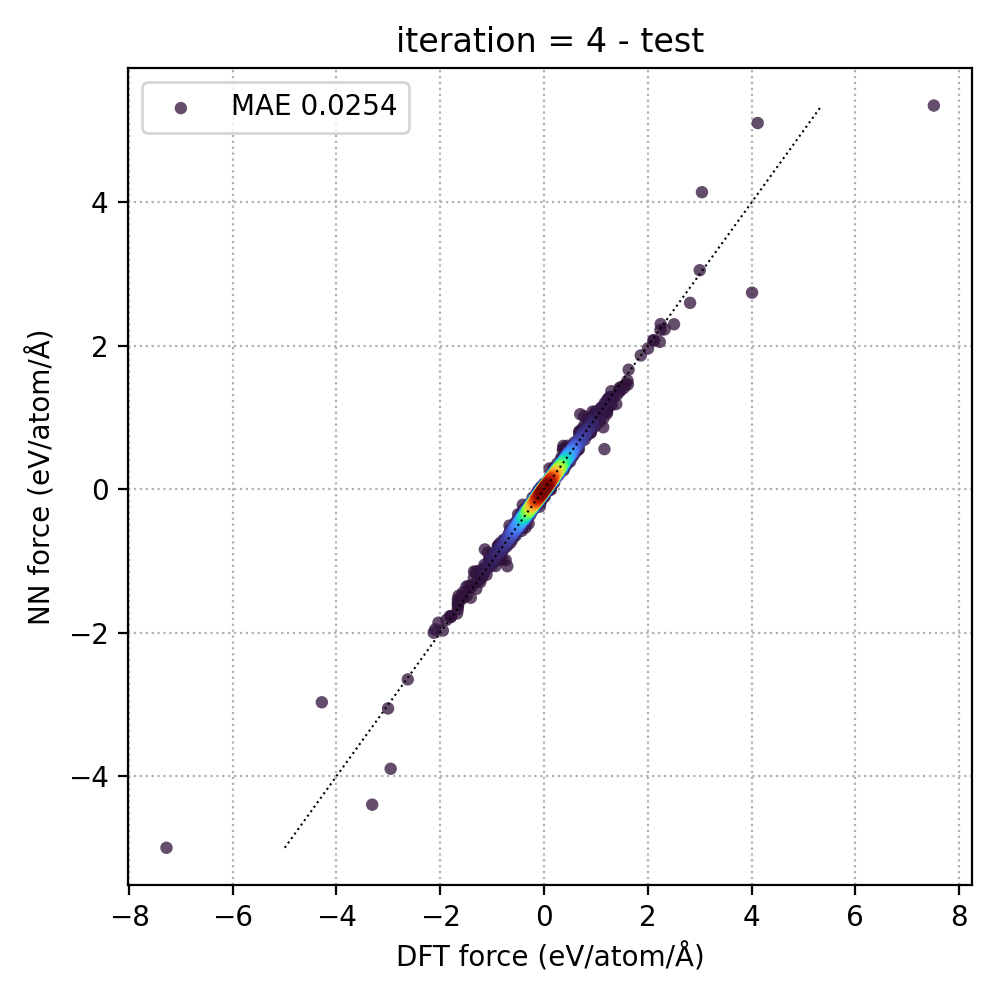 iteration = 4 - test
MAE 0.0254
NN force (eV/atom/Å)
4
2
0
−2
−4
−8 −6 −4 −2 0 2 4 6 8
DFT force (eV/atom/Å)